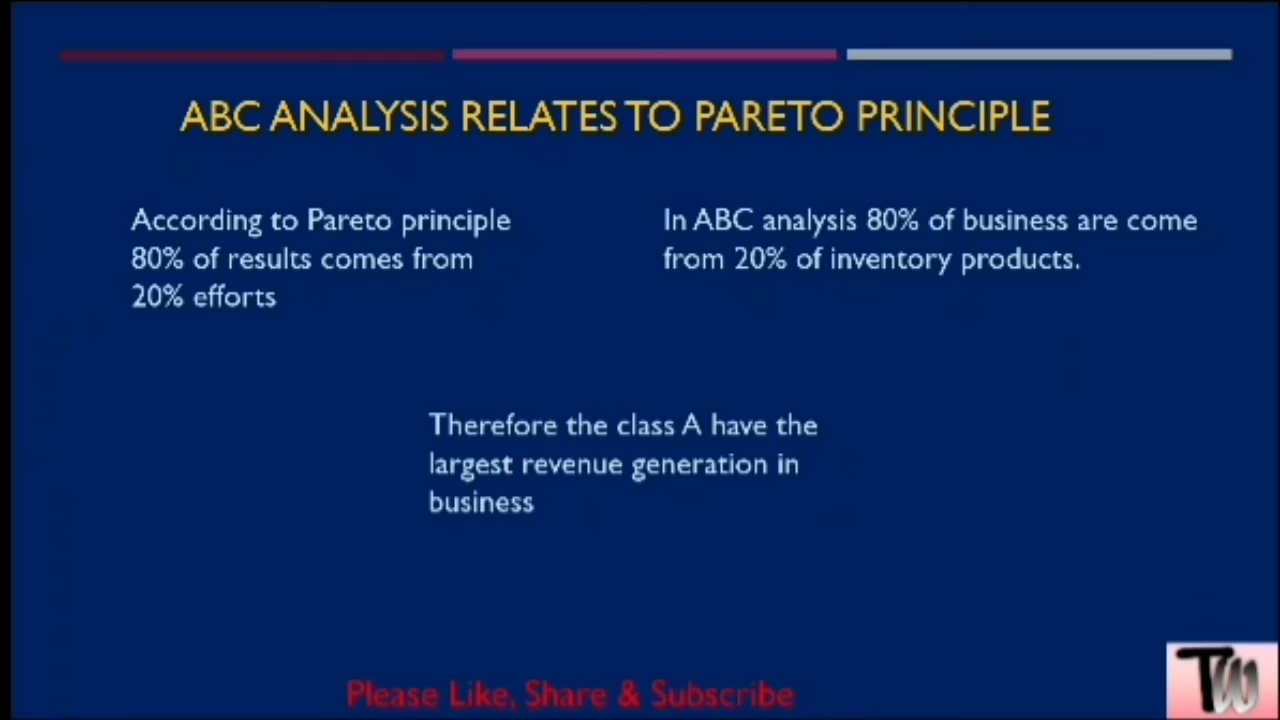 ABC ANALYSIS RELATES TO PARETO PRINCIPLE
According to Pareto principle
80% of results comes from
20% efforts
In ABC analysis 80% of business are come
from 20% of inventory products.
Therefore the class A have the
largest revenue generation in
business
Please Like, Share & Subscribe
TW